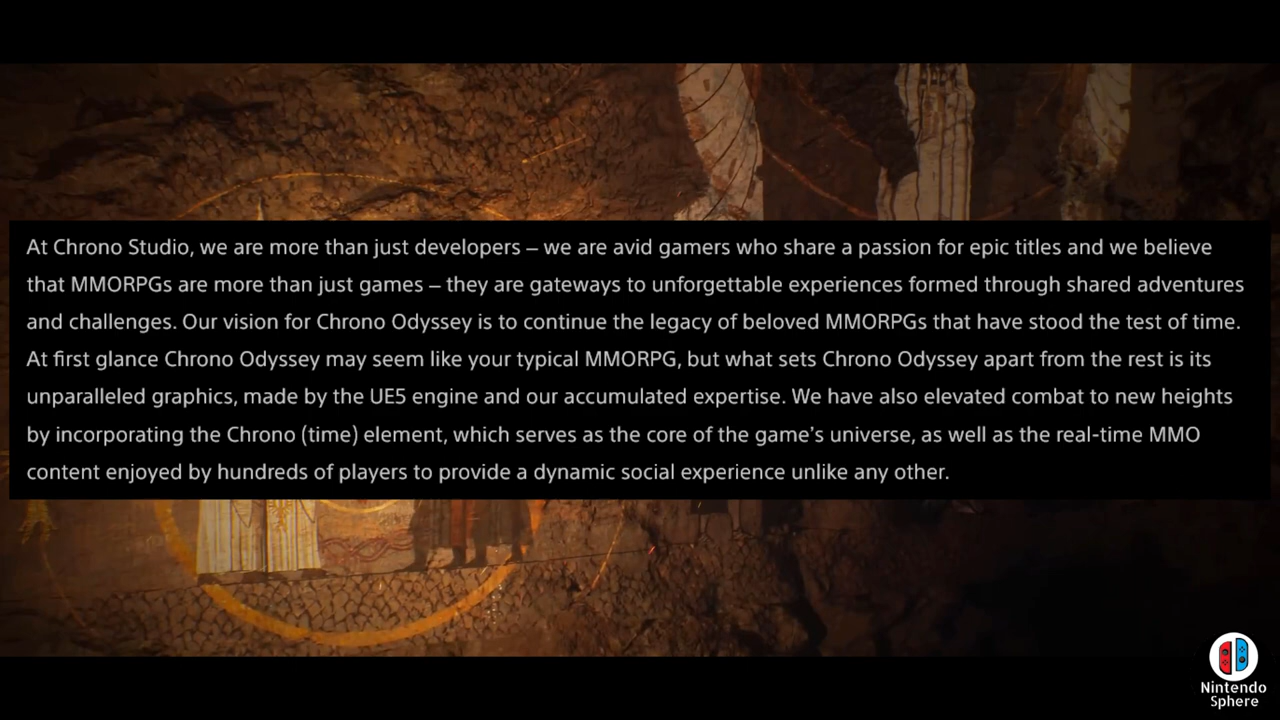 At Chrono Studio, we are more than just developers – we are avid gamers who share a passion for epic titles and we believe
that MMORPGs are more than just games – they are gateways to unforgettable experiences formed through shared adventures
and challenges. Our vision for Chrono Odyssey is to continue the legacy of beloved MMORPGs that have stood the test of time.
At first glance Chrono Odyssey may seem like your typical MMORPG, but what sets Chrono Odyssey apart from the rest is its
unparalleled graphics, made by the UE5 engine and our accumulated expertise. We have also elevated combat to new heights
by incorporating the Chrono (time) element, which serves as the core of the game's universe, as well as the real-time MMO
content enjoyed by hundreds of players to provide a dynamic social experience unlike any other.
Nintendo
Sphere